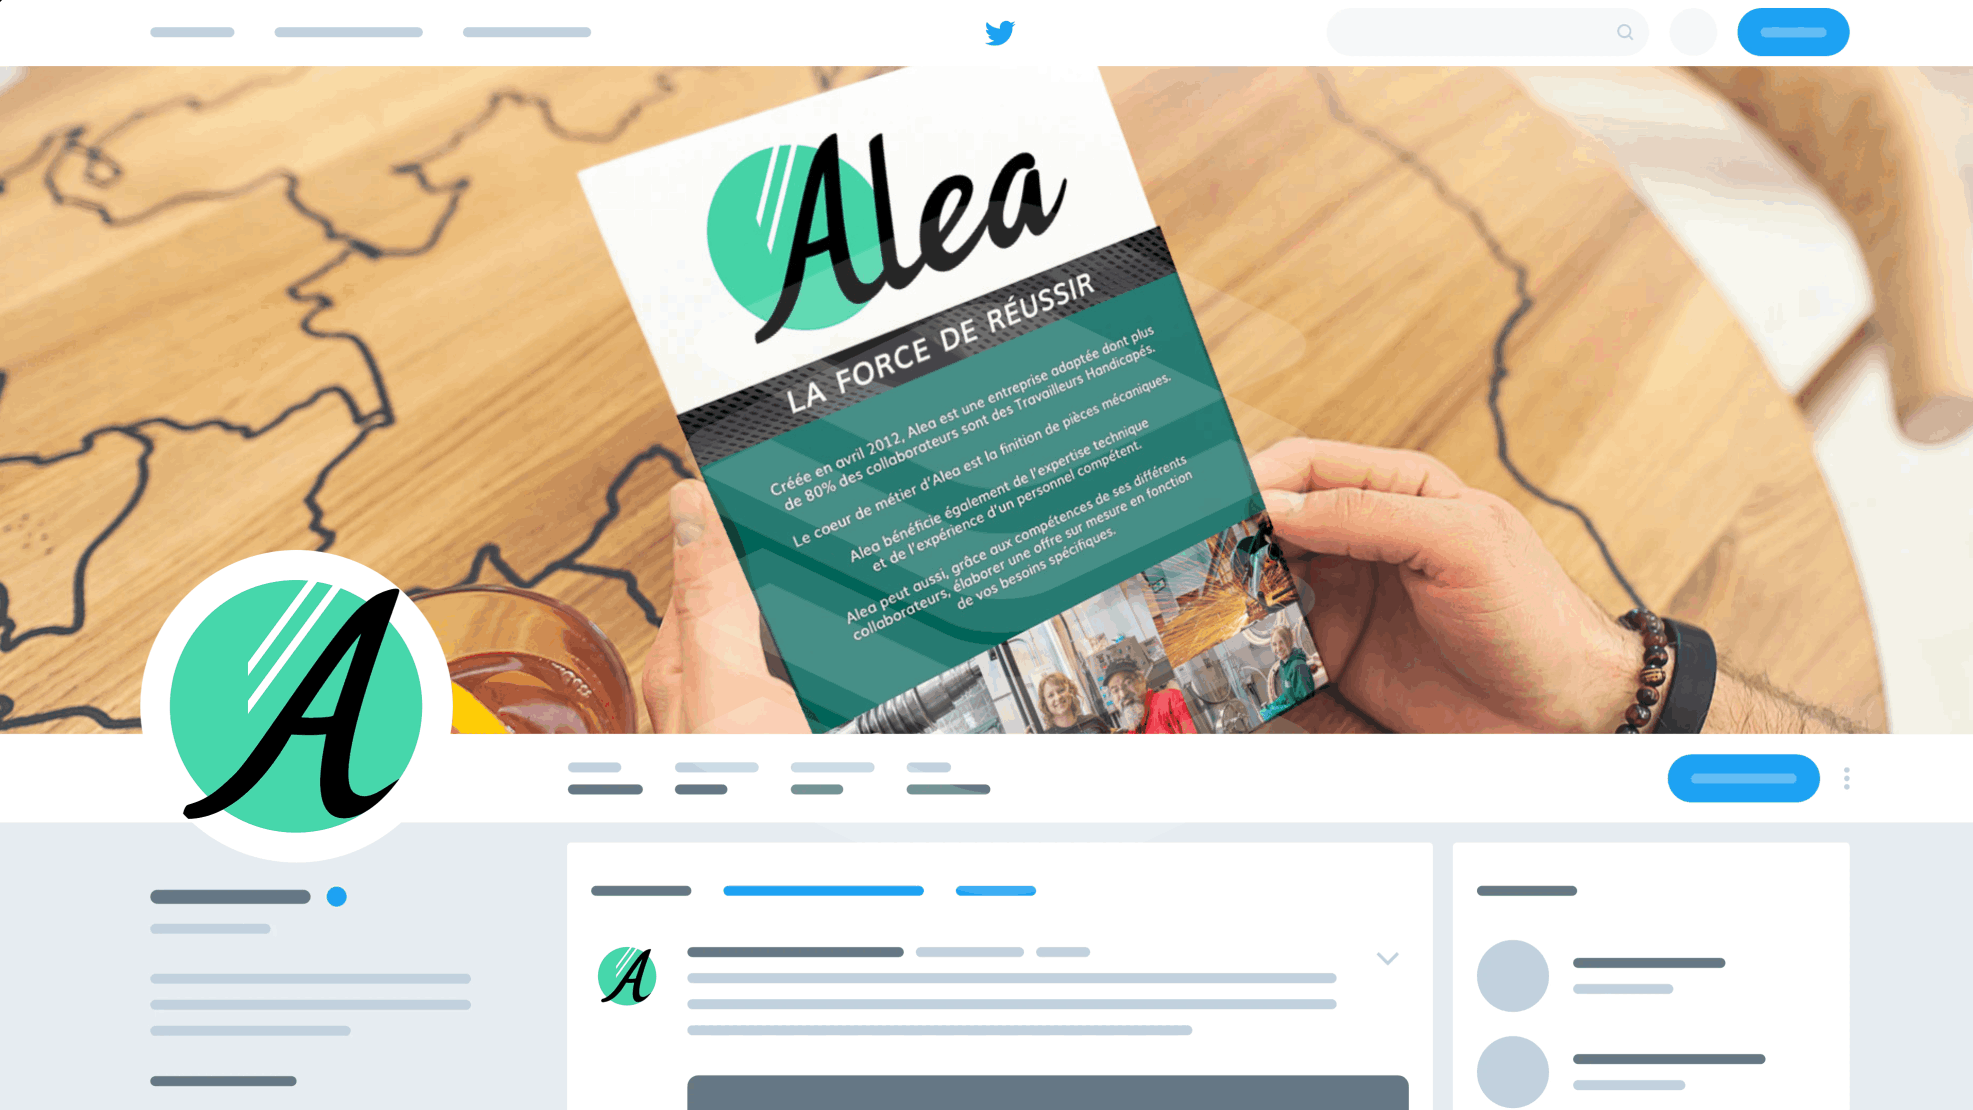 Alea
LA FORCE DE RÉUSSIR
Créée en avril 2012, Alea est une entreprise adaptée dont plus
de 80% des collaborateurs sont des Travailleurs Handicapés.
Le coeur de métier d'Alea est la finition de pièces mécaniques.
Alea bénéficie également de l'expertise technique
et de l'expérience d'un personnel compétent.
Alea peut aussi, grâce aux compétences de ses différents
collaborateurs, élaborer une offre sur mesure en fonction
de vos besoins spécifiques.
A
A